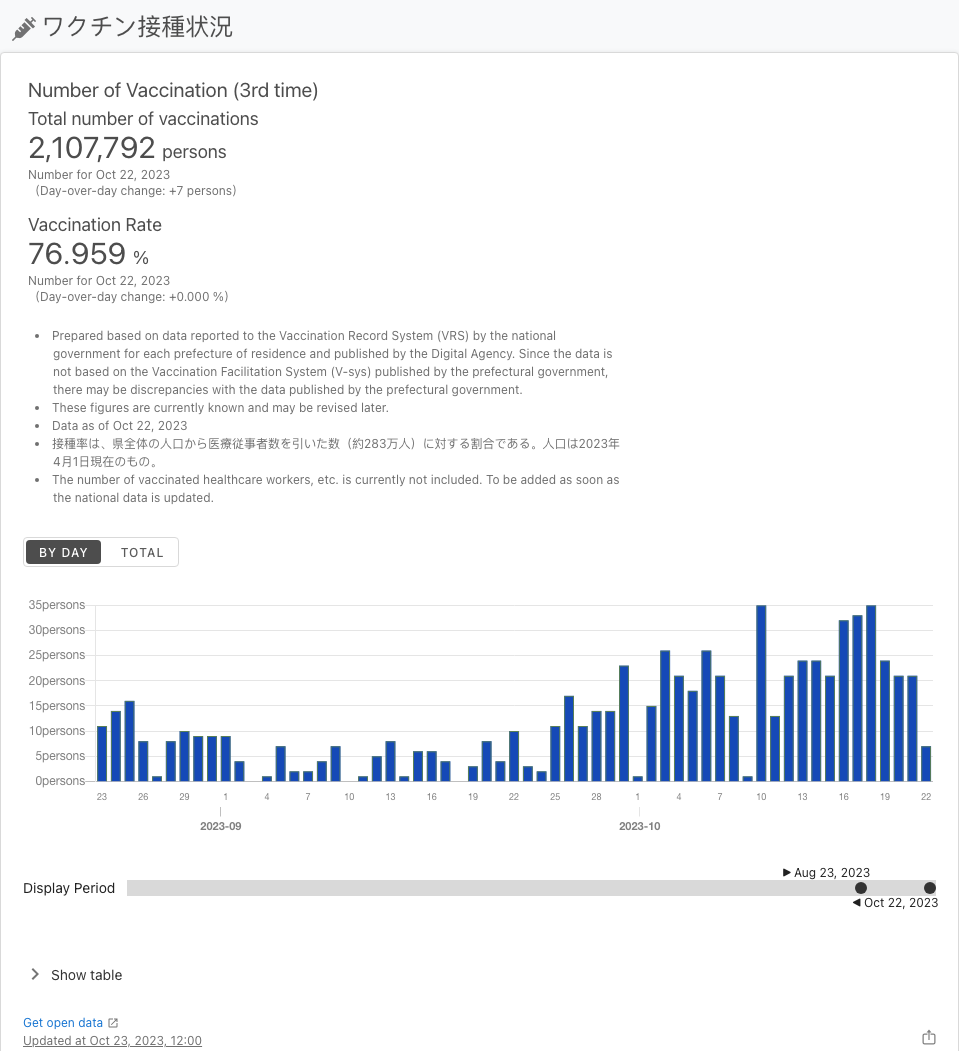 ワクチン接種状況
Number of Vaccination (3rd time)
Total number of vaccinations
2,107,792 persons
Number for Oct 22, 2023
(Day-over-day change: +7 persons)
Vaccination Rate
76.959 %
Number for Oct 22, 2023
(Day-over-day change: +0.000 %)
• Prepared based on data reported to the Vaccination Record System (VRS) by the national
government for each prefecture of residence and published by the Digital Agency. Since the data is
not based on the Vaccination Facilitation System (V-sys) published by the prefectural government,
there may be discrepancies with the data published by the prefectural government.
• These figures are currently known and may be revised later.
• Data as of Oct 22, 2023
• 接種率は、県全体の人口から医療従事者数を引いた数（約283万人）に対する割合である。人口は2023年
4月1日現在のもの。
• The number of vaccinated healthcare workers, etc. is currently not included. To be added as soon as
the national data is updated.
BY DAY TOTAL
35persons
30persons
25persons
20persons
15persons
10persons
5persons
0persons
23 26 29 1 4 7 10 13 16 19 22 25 28 1 4 7 10 13 16 19 22
2023-09 2023-10
Aug 23, 2023
Display Period
Oct 22, 2023
Show table
Get open data
Updated at Oct 23, 2023, 12:00